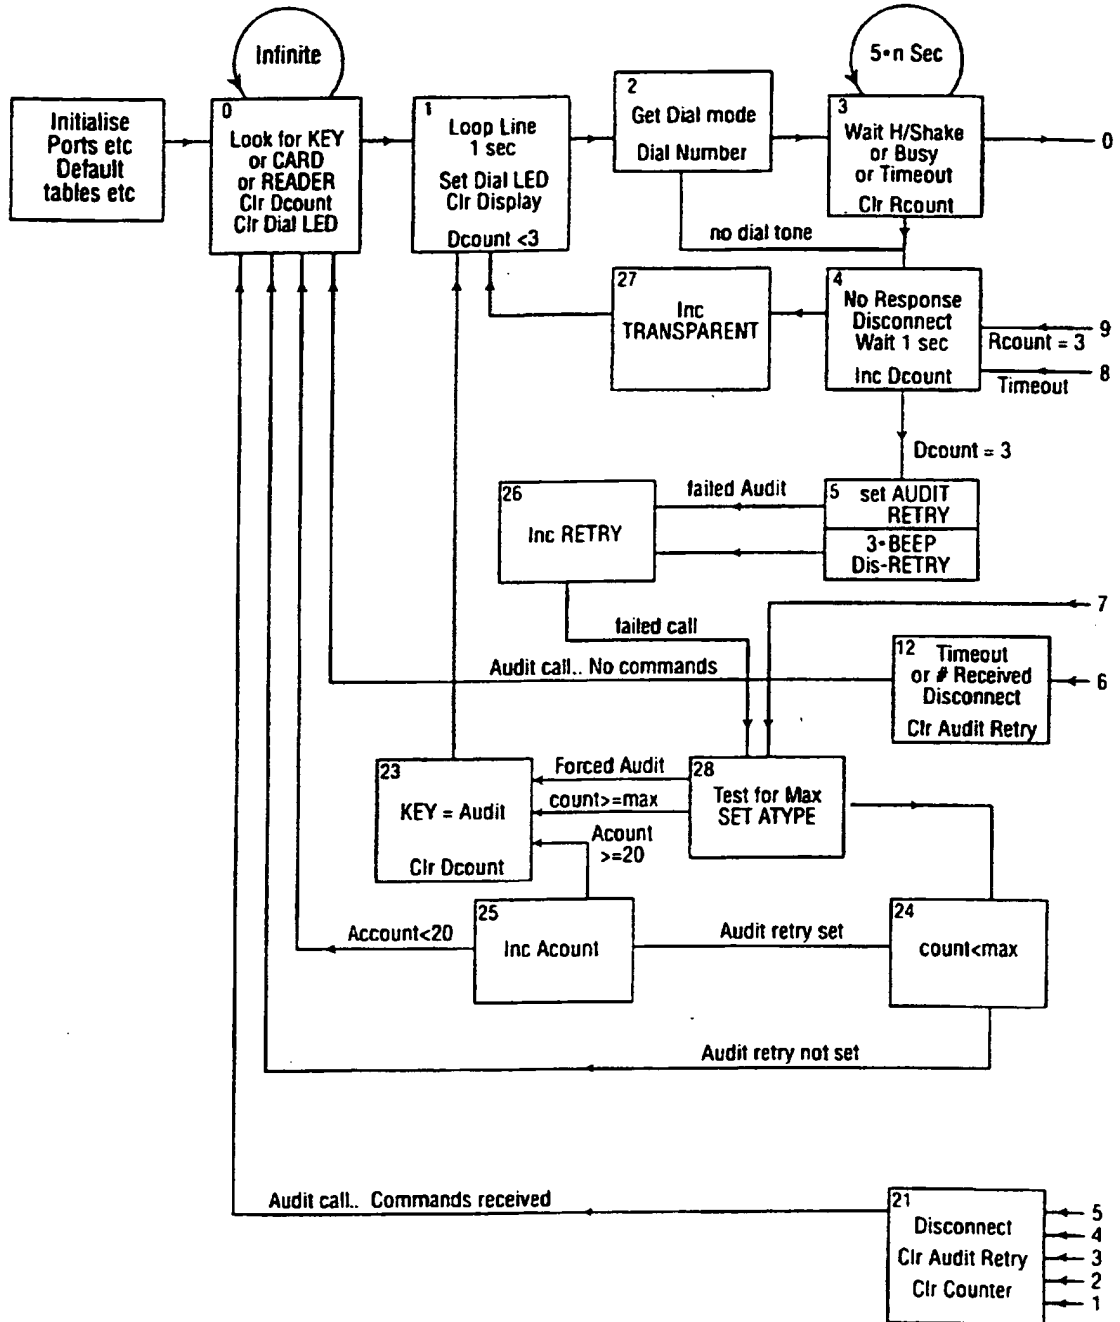 Infinite
5•n Sec
Initialise
Ports etc
Default
tables etc
0
Look for KEY
or CARD
or READER
Clr Dcount
Clr Dial LED
1
Loop Line
1 sec
Set Dial LED
Clr Display
Dcount <3
2
Get Dial mode
Dial Number
3
Wait H/Shake
or Busy
or Timeout
Clr Rcount
0
no dial tone
27
Inc
TRANSPARENT
4
No Response
Disconnect
Wait 1 sec
Inc Dcount
9
Rcount = 3
8
Timeout
Dcount = 3
26
Inc RETRY
failed Audit
5
set AUDIT
RETRY
3•BEEP
Dis-RETRY
7
failed call
Audit call.. No commands
12
Timeout
or # Received
Disconnect
Clr Audit Retry
6
23
KEY = Audit
Clr Dcount
Forced Audit
count>=max
Acount
>=20
28
Test for Max
SET ATYPE
Account<20
25
Inc Acount
Audit retry set
24
count<max
Audit retry not set
Audit call.. Commands received
21
Disconnect
Clr Audit Retry
Clr Counter
5
4
3
2
1